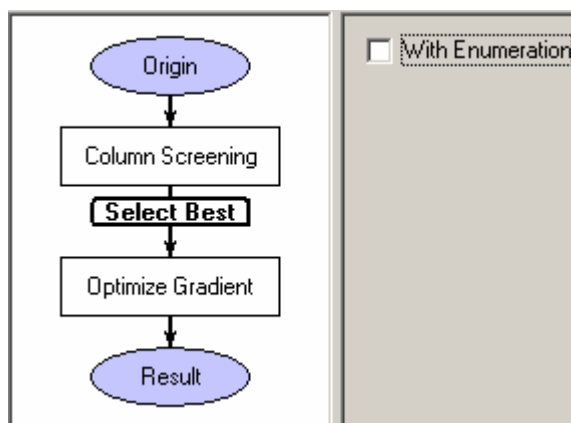 Origin
Column Screening
Select Best
Optimize Gradient
Result
With Enumeration